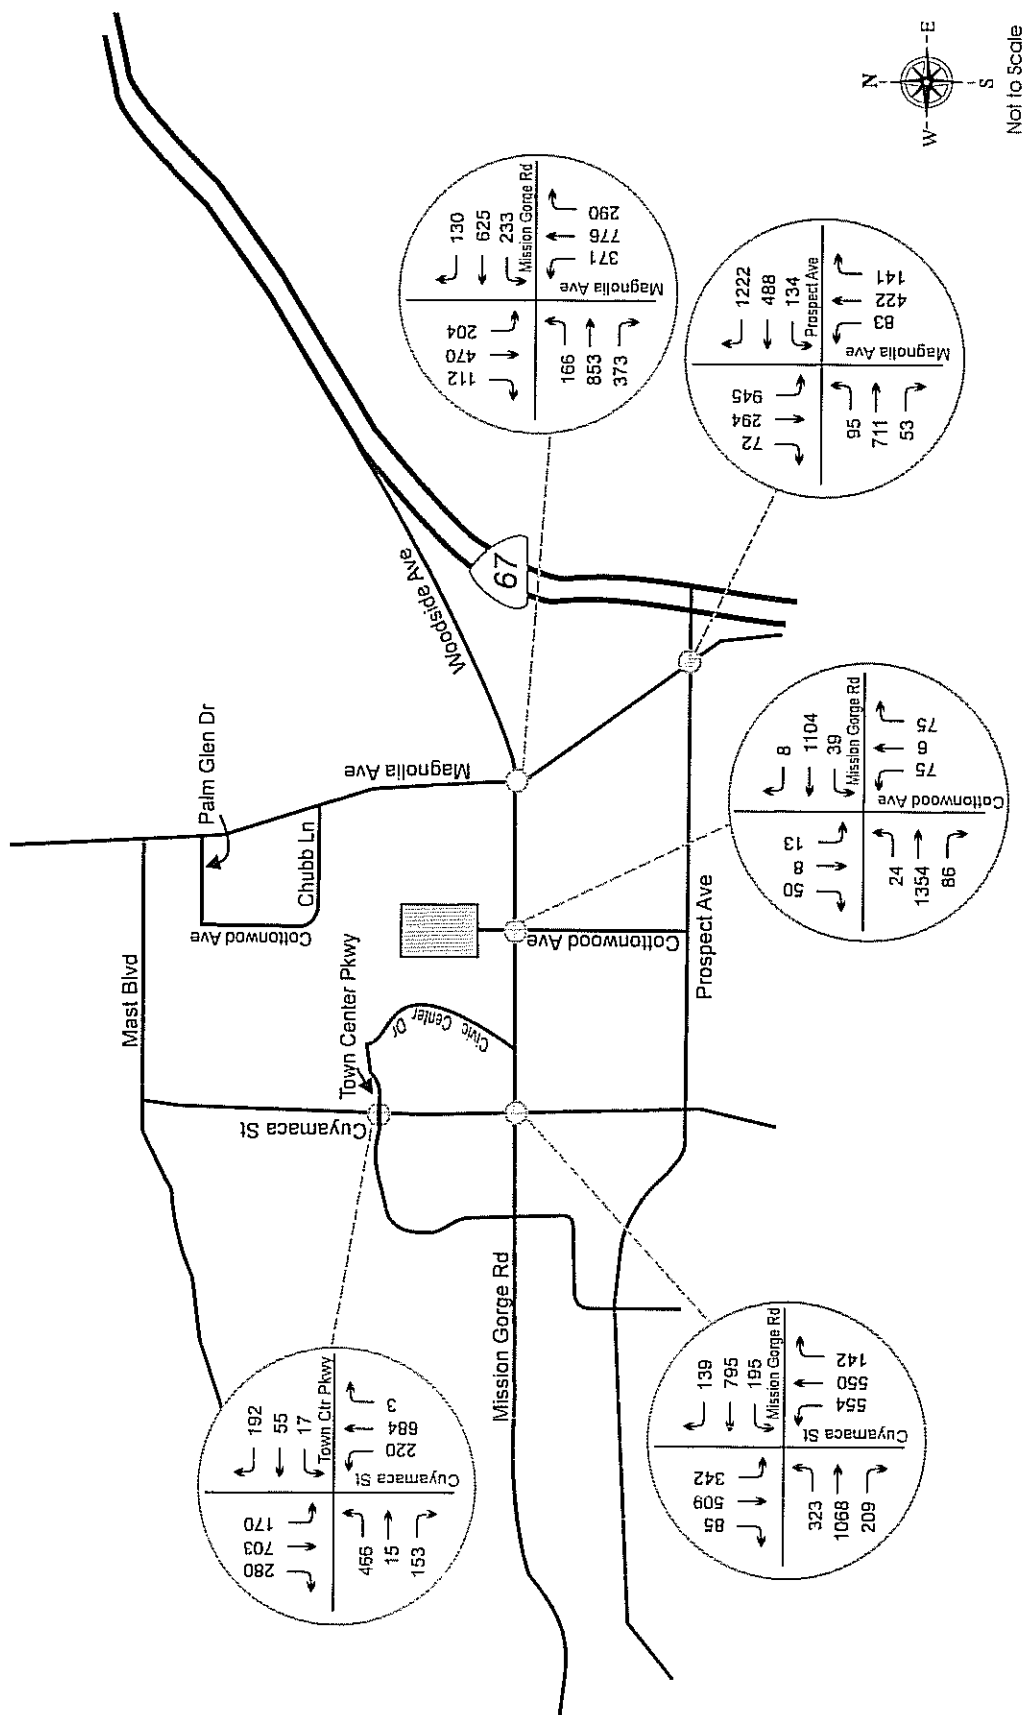 N
W
E
S
Not to Scale
Palm Glen Dr
Chubb Ln
Cottonwod Ave
Magnolia Ave
Woodside Ave
67
Mast Blvd
Town Center Pkwy
Civic Center Dr
Cuyamaca St
Cottonwood Ave
Mission Gorge Rd
Prospect Ave
112
470
204
130
625
233
Mission Gorge Rd
166
853
373
371
776
290
Magnolia Ave
72
294
945
1222
488
134
Prospect Ave
95
711
53
83
422
141
Magnolia Ave
50
8
13
8
1104
39
Mission Gorge Rd
24
1354
86
75
6
75
Cottonwood Ave
280
703
170
192
55
17
Town Ctr Pkwy
15
153
220
684
3
Cuyamaca St
85
509
342
139
795
195
Mission Gorge Rd
323
1068
209
554
550
142
Cuyamaca St